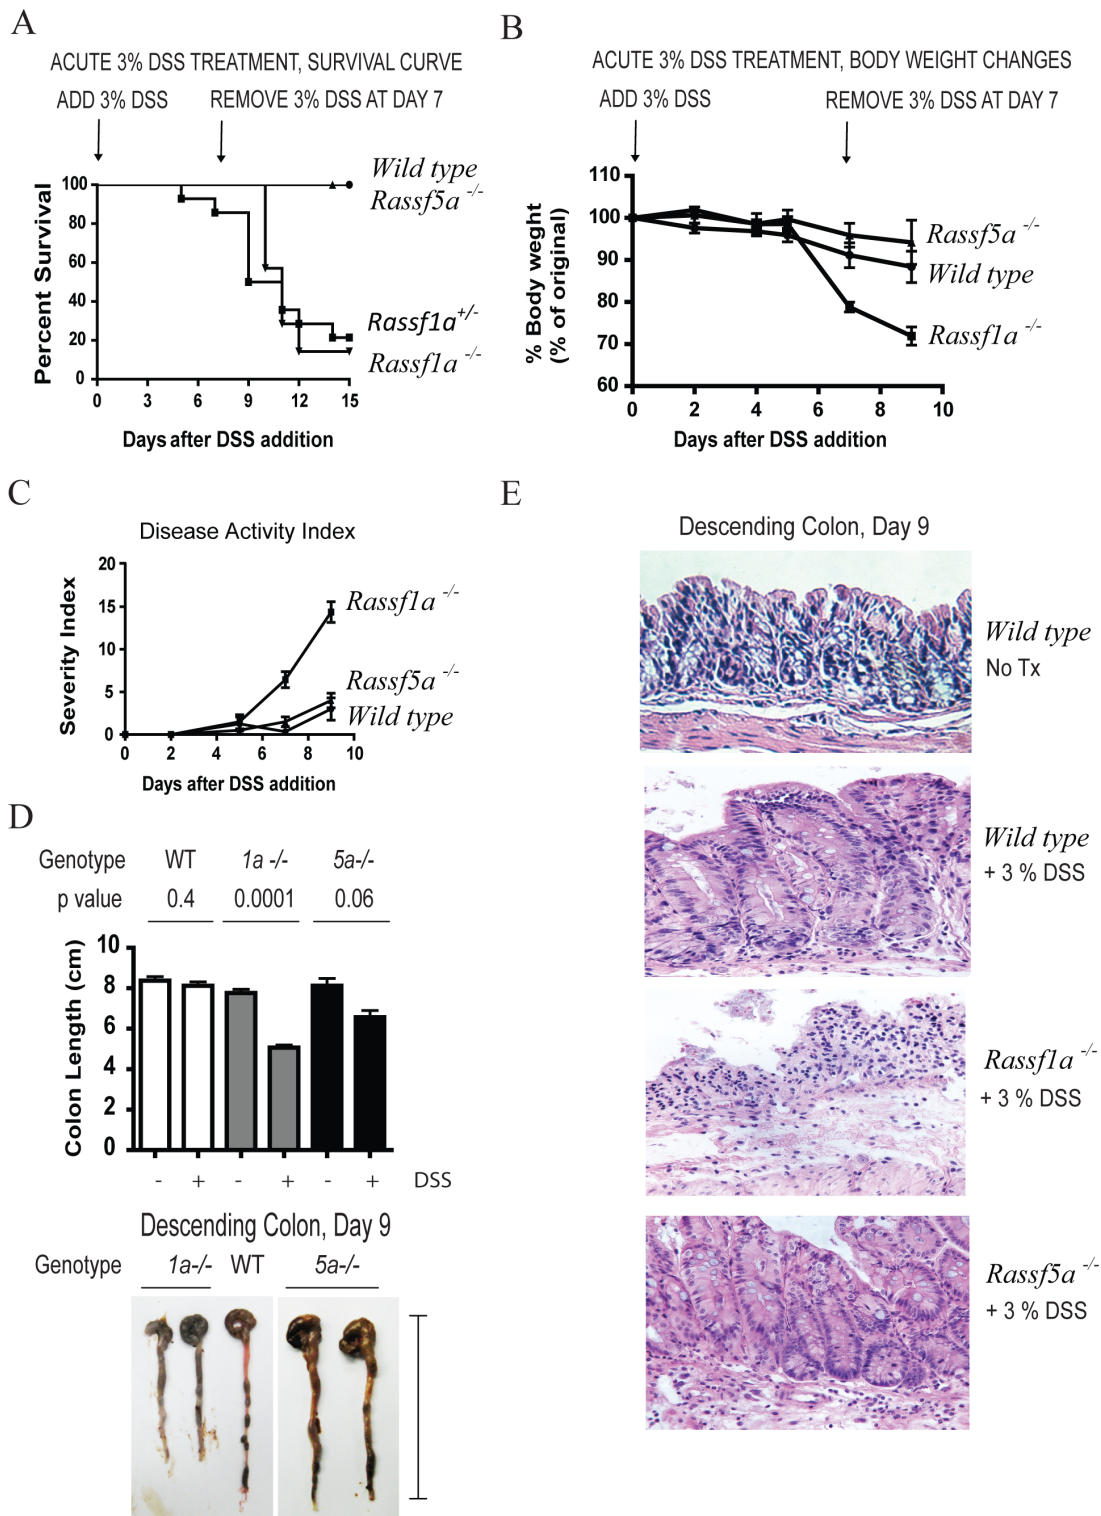 A
ACUTE 3% DSS TREATMENT, SURVIVAL CURVE
ADD 3% DSS
REMOVE 3% DSS AT DAY 7
Percent Survival
100
80
60
40
20
0
0 3 6 9 12 15
Days after DSS addition
Wild type
Rassf5a -/-
Rassf1a +/-
Rassf1a -/-
B
ACUTE 3% DSS TREATMENT, BODY WEIGHT CHANGES
ADD 3% DSS
REMOVE 3% DSS AT DAY 7
% Body weght
(% of original)
110
100
90
80
70
60
0 2 4 6 8 10
Days after DSS addition
Rassf5a -/-
Wild type
Rassf1a -/-
C
Disease Activity Index
Severity Index
20
15
10
5
0
0 2 4 6 8 10
Days after DSS addition
Rassf1a -/-
Rassf5a -/-
Wild type
D
Genotype WT 1a -/- 5a-/-
p value 0.4 0.0001 0.06
Colon Length (cm)
10
8
6
4
2
0
- + - + - + DSS
Descending Colon, Day 9
Genotype 1a-/- WT 5a-/-
E
Descending Colon, Day 9
Wild type
No Tx
Wild type
+ 3 % DSS
Rassf1a -/-
+ 3 % DSS
Rassf5a -/-
+ 3 % DSS